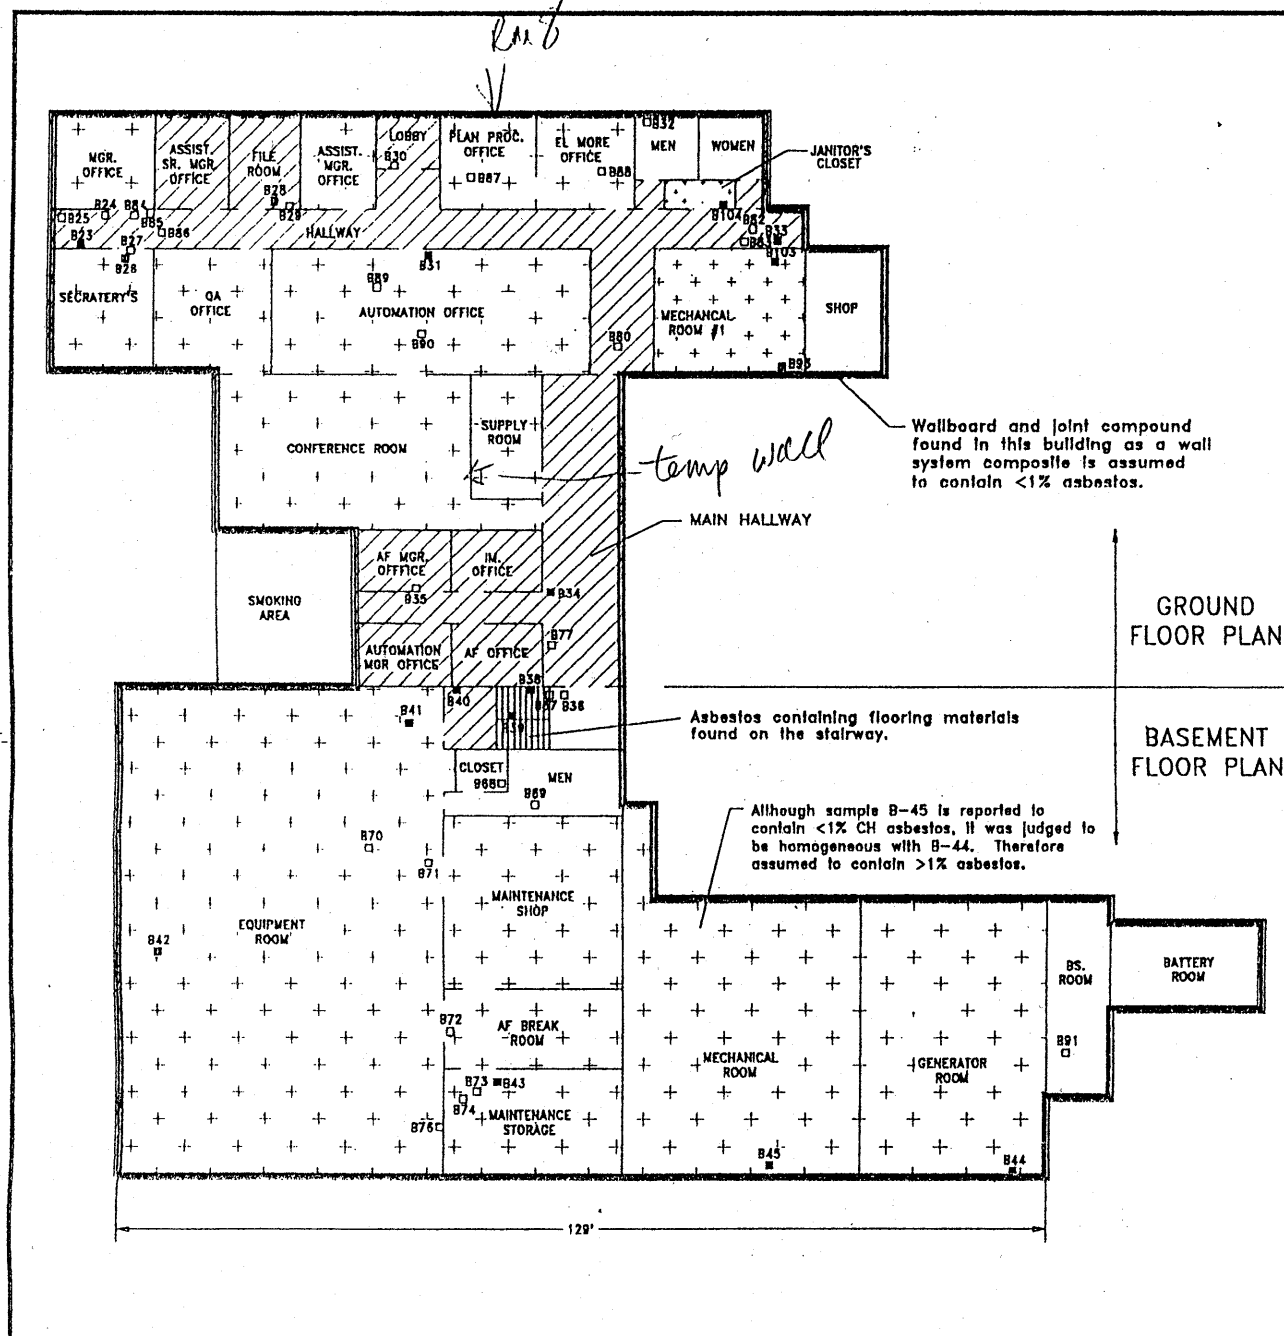 Rm 8
B32
MGR.
OFFICE
ASSIST.
SR. MGR.
OFFICE
FILE
ROOM
ASSIST.
MGR.
OFFICE
LOBBY
B30
PLAN PROC.
OFFICE
B87
EL MORE
OFFICE
B88
MEN
WOMEN
JANITOR'S
CLOSET
B28
B29
B25
B24
B84
B85
B86
B23
B27
B26
HALLWAY
B104
B82
B33
B83
B103
B31
B89
SECRATERY'S
QA
OFFICE
AUTOMATION OFFICE
B90
B80
MECHANCAL
ROOM #1
SHOP
B93
Wallboard and joint compound
found in this building as a wall
system composite is assumed
to contain <1% asbestos.
CONFERENCE ROOM
SUPPLY
ROOM
temp wall
MAIN HALLWAY
AF MGR.
OFFFICE
IM.
OFFICE
B35
B34
SMOKING
AREA
GROUND
FLOOR PLAN
AUTOMATION
MGR OFFICE
AF OFFICE
B77
B40
B38
B37
B36
B41
Asbestos containing flooring materials
found on the stairway.
BASEMENT
FLOOR PLAN
CLOSET
B68
MEN
B69
Although sample B-45 is reported to
contain <1% CH asbestos, it was judged to
be homogeneous with B-44. Therefore
assumed to contain >1% asbestos.
B70
B71
MAINTENANCE
SHOP
EQUIPMENT
ROOM
B42
BS.
ROOM
BATTERY
ROOM
B72
AF BREAK
ROOM
MECHANICAL
ROOM
GENERATOR
ROOM
B91
B73
B43
B74
B76
MAINTENANCE
STORAGE
B45
B44
129'